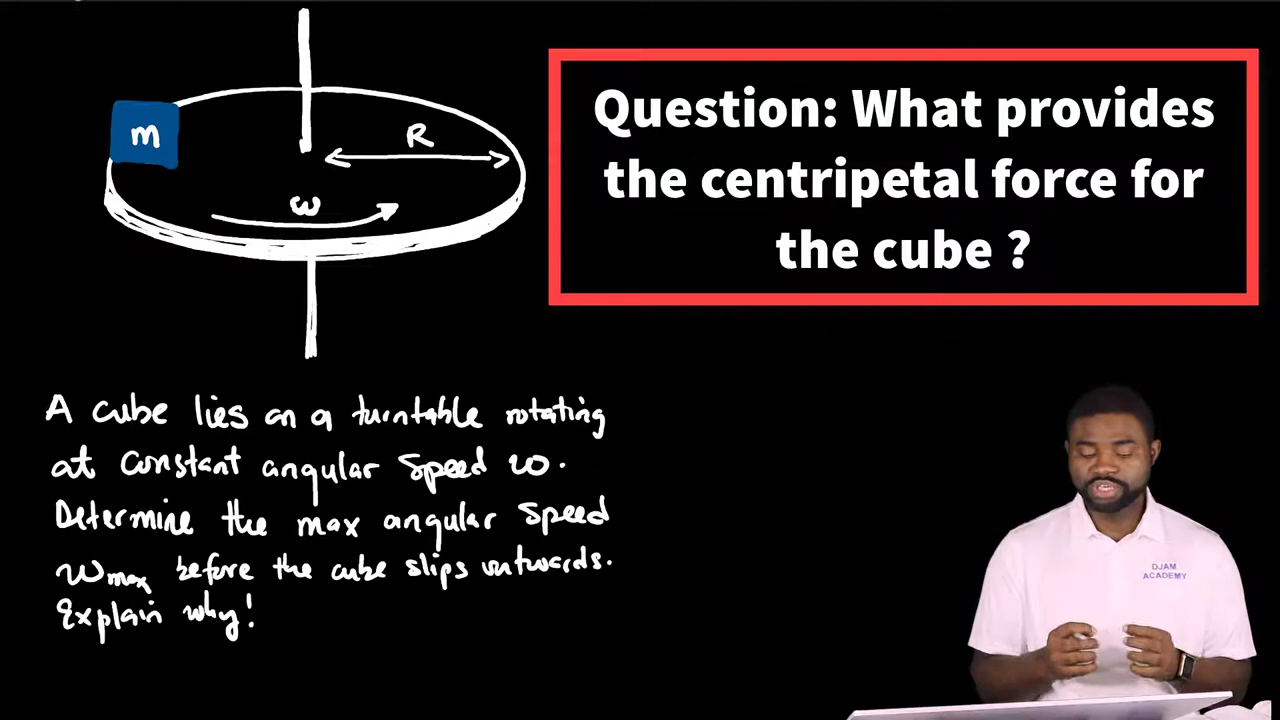 m
R
ω
Question: What provides
the centripetal force for
the cube ?
A cube lies on a turntable rotating
at constant angular speed ω.
Determine the max angular speed
ωmax before the cube slips outwards.
Explain why!
DJAM
ACADEMY